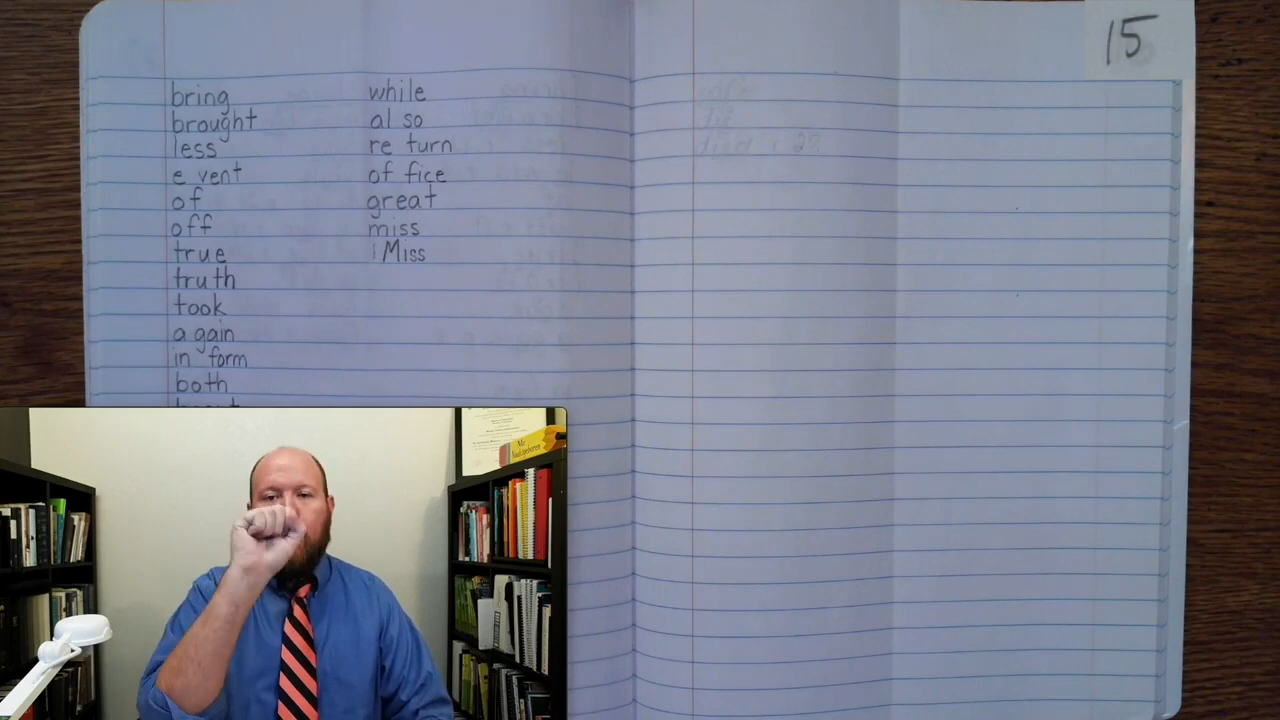 15
bring
brought
less
e vent
of
off
true
truth
took
a gain
in form
both
while
al so
re turn
of fice
great
miss
Miss
Mr.